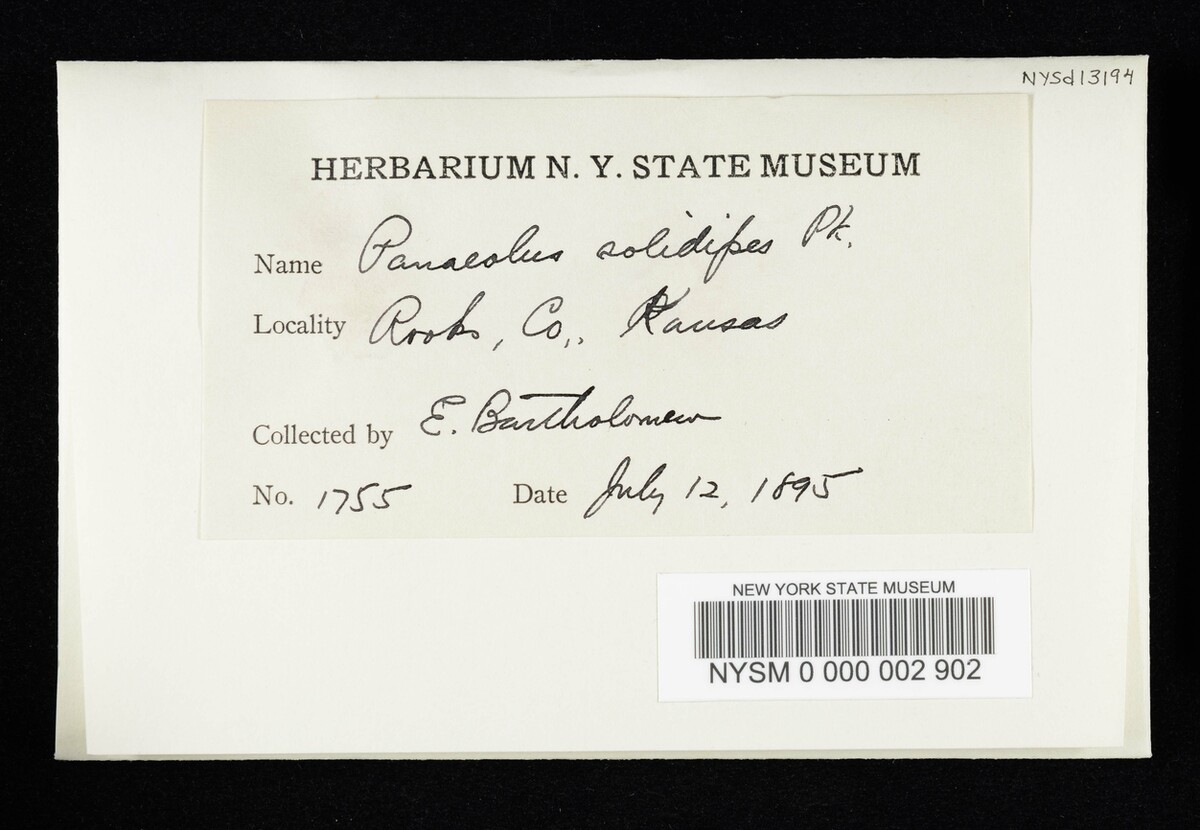 NYSd13194
HERBARIUM N. Y. STATE MUSEUM
Name Panaeolus solidipes Pk.
Locality Rooks, Co., Kansas
Collected by E. Bartholomew
No. 1755 Date July 12, 1895
NEW YORK STATE MUSEUM
NYSM 0 000 002 902